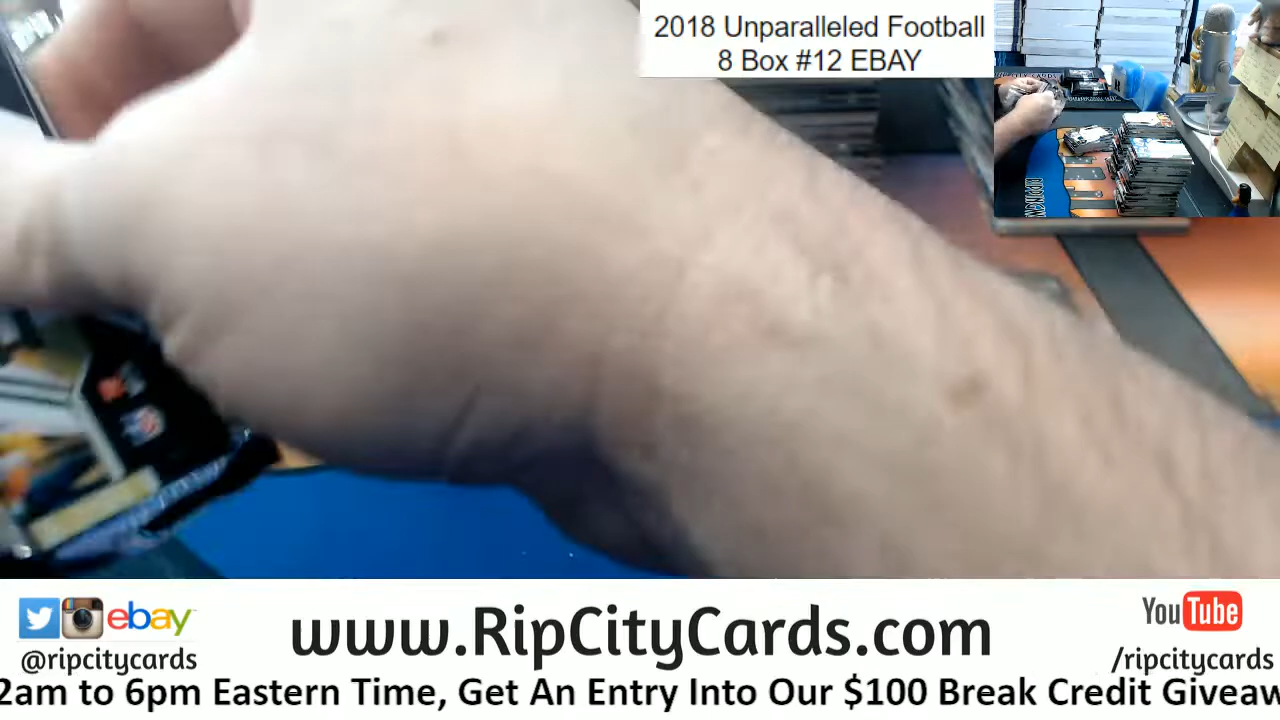 2018 Unparalleled Football
8 Box #12 EBAY
ebay
@ripcitycards
www.RipCityCards.com
YouTube
/ripcitycards
2am to 6pm Eastern Time, Get An Entry Into Our $100 Break Credit Giveaw